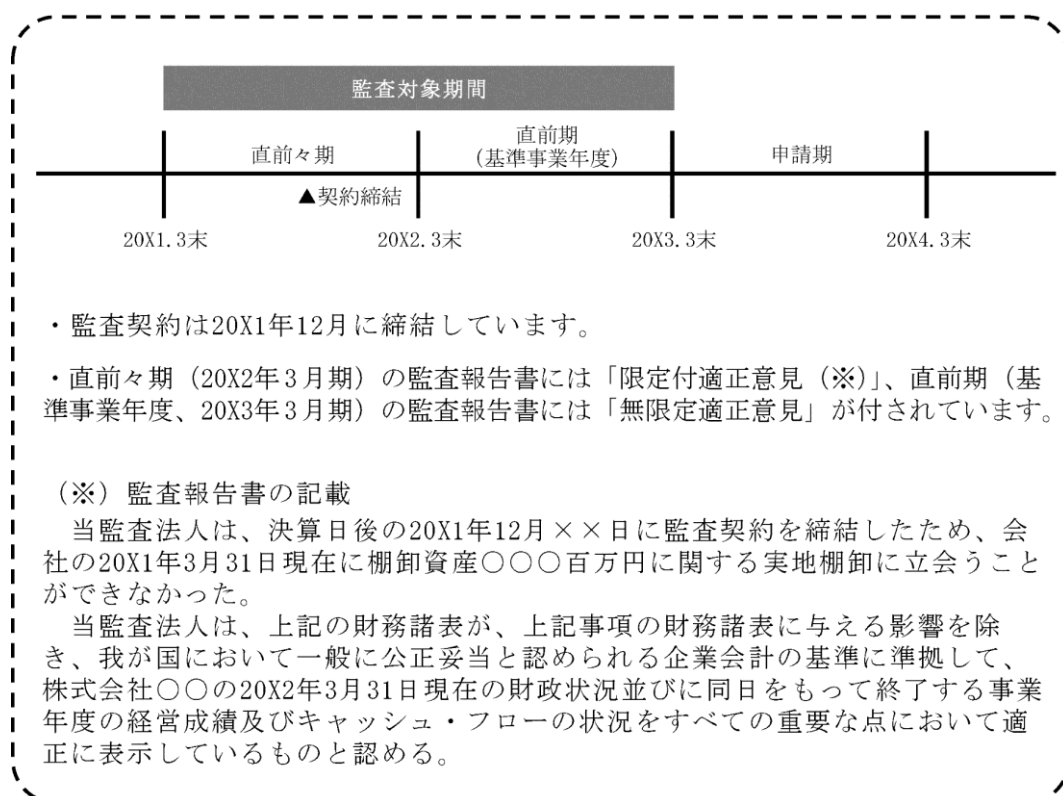 監査対象期間
直前々期
直前期
(基準事業年度)
申請期
▲契約締結
20X1.3末
20X2.3末
20X3.3末
20X4.3末
・監査契約は20X1年12月に締結しています。
・直前々期（20X2年３月期）の監査報告書には「限定付適正意見（※）」、直前期（基
準事業年度、20X3年３月期）の監査報告書には「無限定適正意見」が付されています。
（※）監査報告書の記載
当監査法人は、決算日後の20X1年12月××日に監査契約を締結したため、会
社の20X1年3月31日現在に棚卸資産○○○百万円に関する実地棚卸に立会うこと
ができなかった。
当監査法人は、上記の財務諸表が、上記事項の財務諸表に与える影響を除
き、我が国において一般に公正妥当と認められる企業会計の基準に準拠して、
株式会社○○の20X2年3月31日現在の財政状況並びに同日をもって終了する事業
年度の経営成績及びキャッシュ・フローの状況をすべての重要な点において適
正に表示しているものと認める。